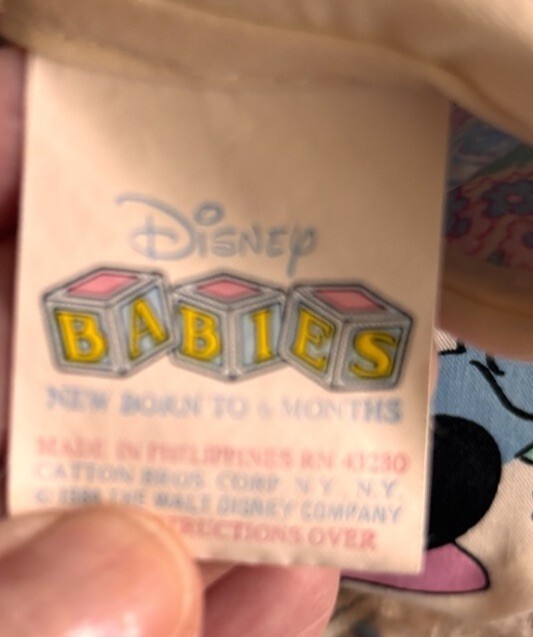 Disney
BABIES
NEW BORN TO 6 MONTHS
MADE IN PHILIPPINES RN 43280
CATTON BROS. CORP. N.Y. N.Y.
© THE WALT DISNEY COMPANY
OVER